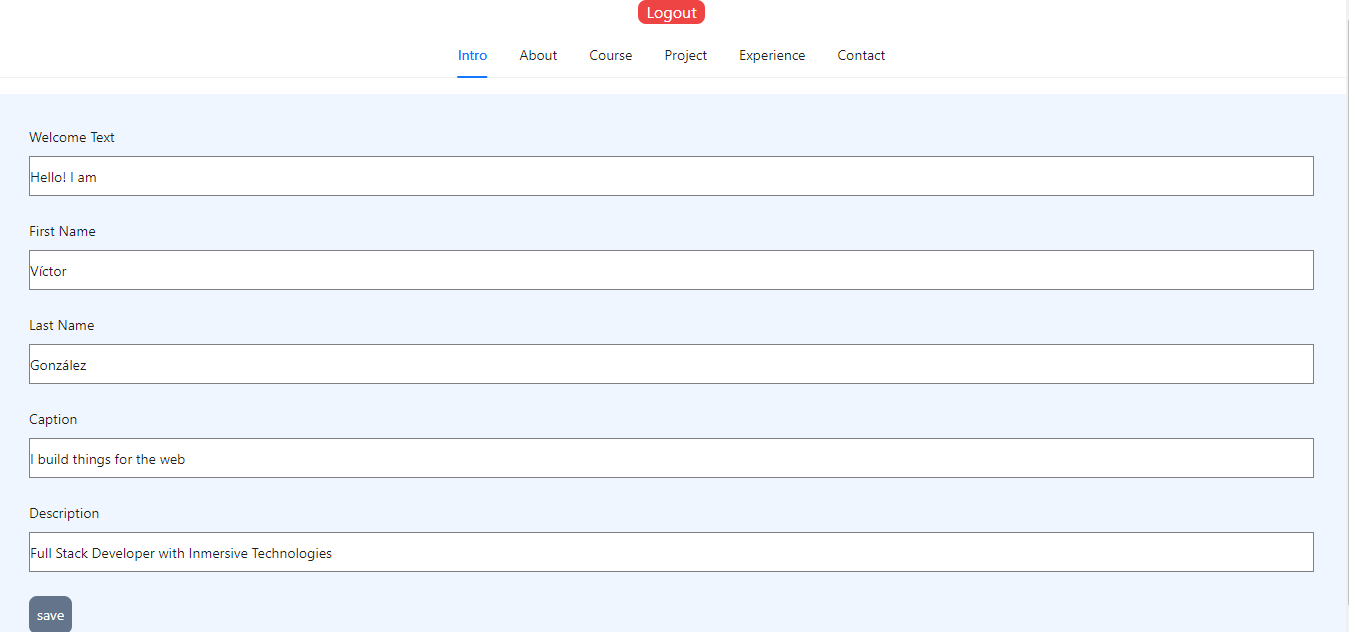 Logout
Intro About Course Project Experience Contact
Welcome Text
Hello! I am
First Name
Víctor
Last Name
González
Caption
I build things for the web
Description
Full Stack Developer with Inmersive Technologies
save